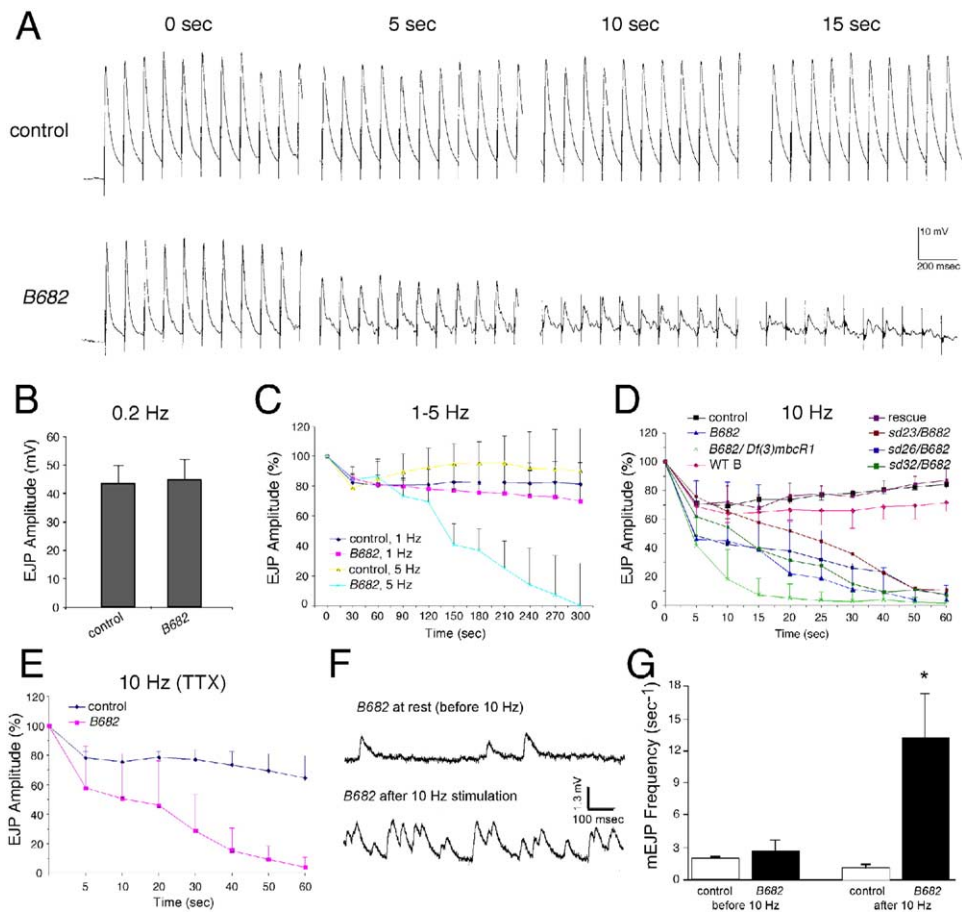 A
0 sec
5 sec
10 sec
15 sec
control
B682
10 mV
200 msec
B
0.2 Hz
EJP Amplitude (mV)
60
50
40
30
20
10
0
control
B682
C
1-5 Hz
EJP Amplitude (%)
120
100
80
60
40
20
0
control, 1 Hz
B682, 1 Hz
control, 5 Hz
B682, 5 Hz
0 30 60 90 120 150 180 210 240 270 300
Time (sec)
D
10 Hz
control
B682
B682/ Df(3)mbcR1
WT B
rescue
sd23/B682
sd26/B682
sd32/B682
EJP Amplitude (%)
120
100
80
60
40
20
0
0 5 10 15 20 25 30 40 50 60
Time (sec)
E
10 Hz (TTX)
control
B682
EJP Amplitude (%)
120
100
80
60
40
20
0
5 10 20 30 40 50 60
Time (sec)
F
B682 at rest (before 10 Hz)
1.3 mV
100 msec
B682 after 10 Hz stimulation
G
mEJP Frequency (sec-1)
18
15
12
9
6
3
0
*
control B682 control B682
before 10 Hz after 10 Hz